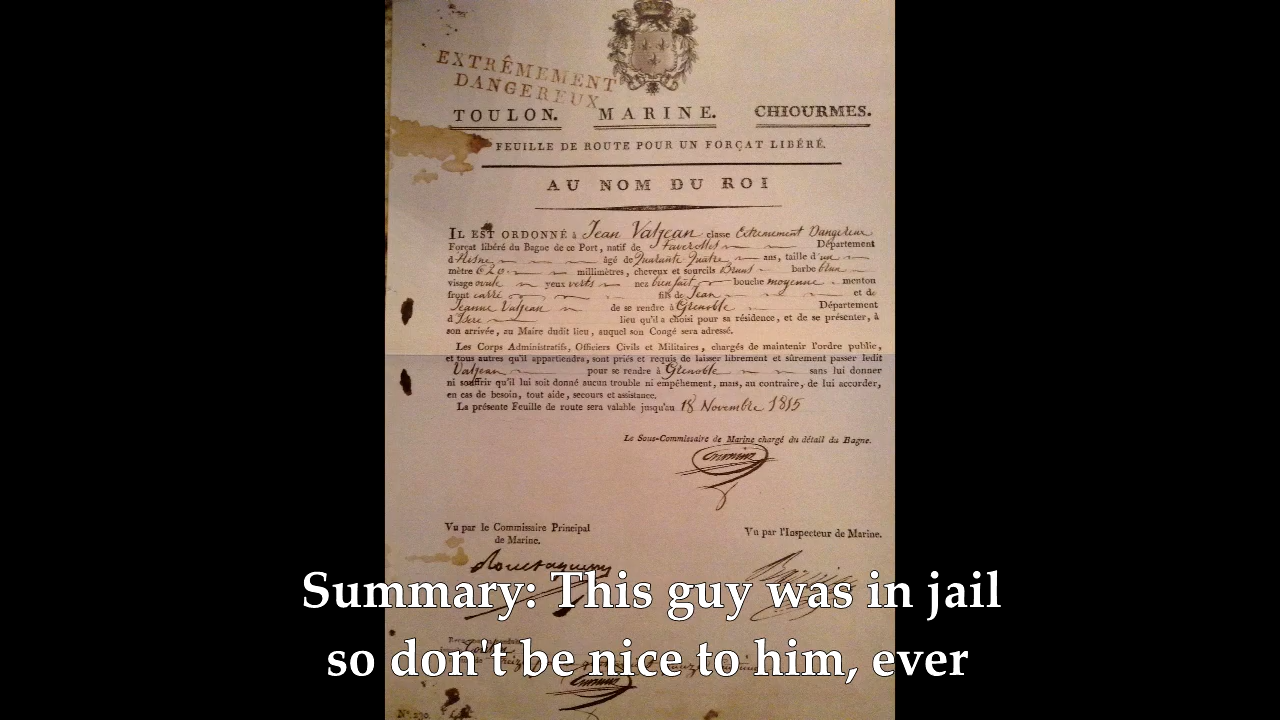 EXTRÊMEMENT
DANGEREUX
TOULON. MARINE. CHIOURMES.
FEUILLE DE ROUTE POUR UN FORÇAT LIBÉRÉ.
AU NOM DU ROI
IL EST ORDONNÉ à Jean Valjean classe Extremement Dangereux
Forçat libéré du Bagne de ce Port, natif de Faverolles Département
d'Aisne âgé de Quarante Quatre ans, taille d'un
mètre 620 millimètres, cheveux et sourcils Bruns barbe
visage ovale yeux verts nez bien fait bouche moyenne menton
front carré fils de Jean et de
Jeanne Valjean de se rendre à Grenoble Département
d'Isere lieu qu'il a choisi pour sa résidence, et de se présenter, à
son arrivée, au Maire dudit lieu, auquel son Congé sera adressé.
Les Corps Administratifs, Officiers Civils et Militaires, chargés de maintenir l'ordre public,
et tous autres qu'il appartiendra, sont priés et requis de laisser librement et sûrement passer ledit
Valjean pour se rendre à Grenoble sans lui donner
ni souffrir qu'il lui soit donné aucun trouble ni empêhement, mais, au contraire, de lui accorder,
en cas de besoin, tout aide, secours et assistance.
La présente Feuille de route sera valable jusqu'au 18 Novembre 1815
Le Sous-Commissaire de Marine chargé du détail du Bagne.
Vu par le Commissaire Principal
de Marine.
Vu par l'Inspecteur de Marine.
Summary: This guy was in jail
so don't be nice to him, ever